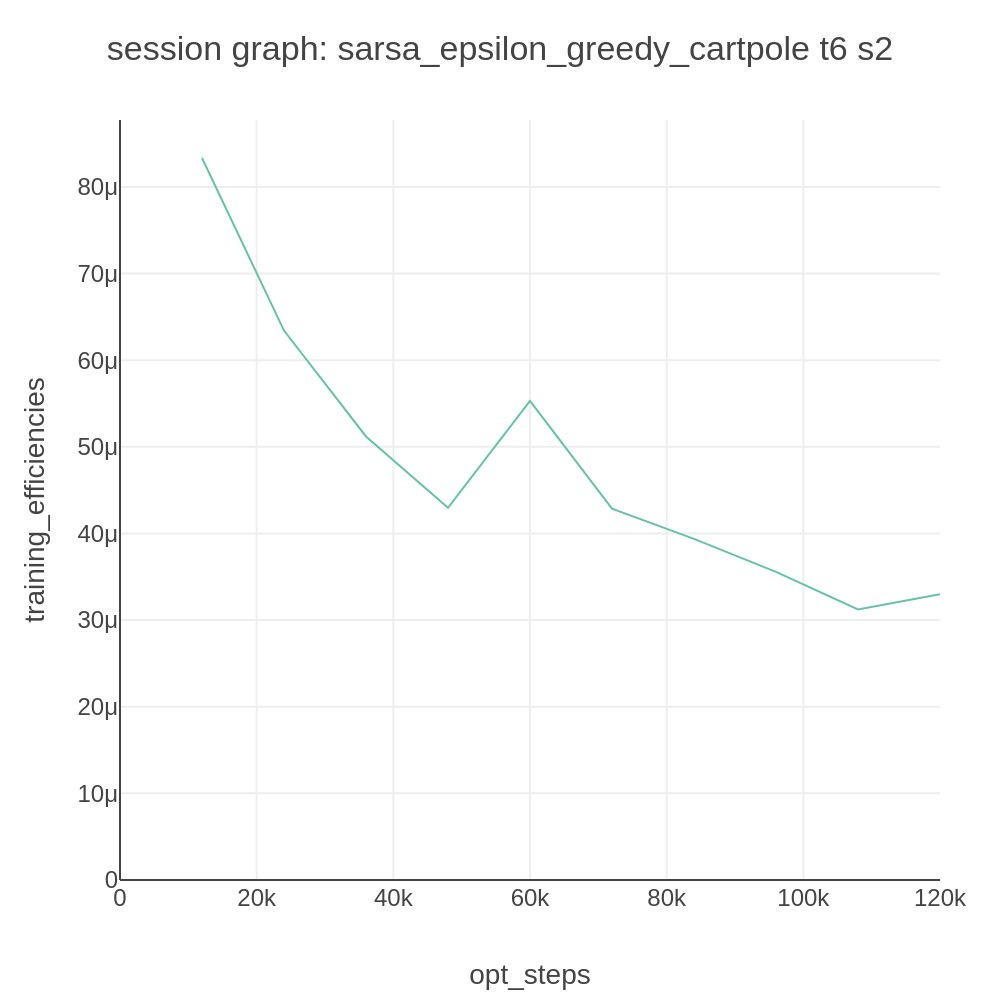 session graph: sarsa_epsilon_greedy_cartpole t6 s2
training_efficiencies
80μ
70μ
60μ
50μ
40μ
30μ
20μ
10μ
0
0 20k 40k 60k 80k 100k 120k
opt_steps